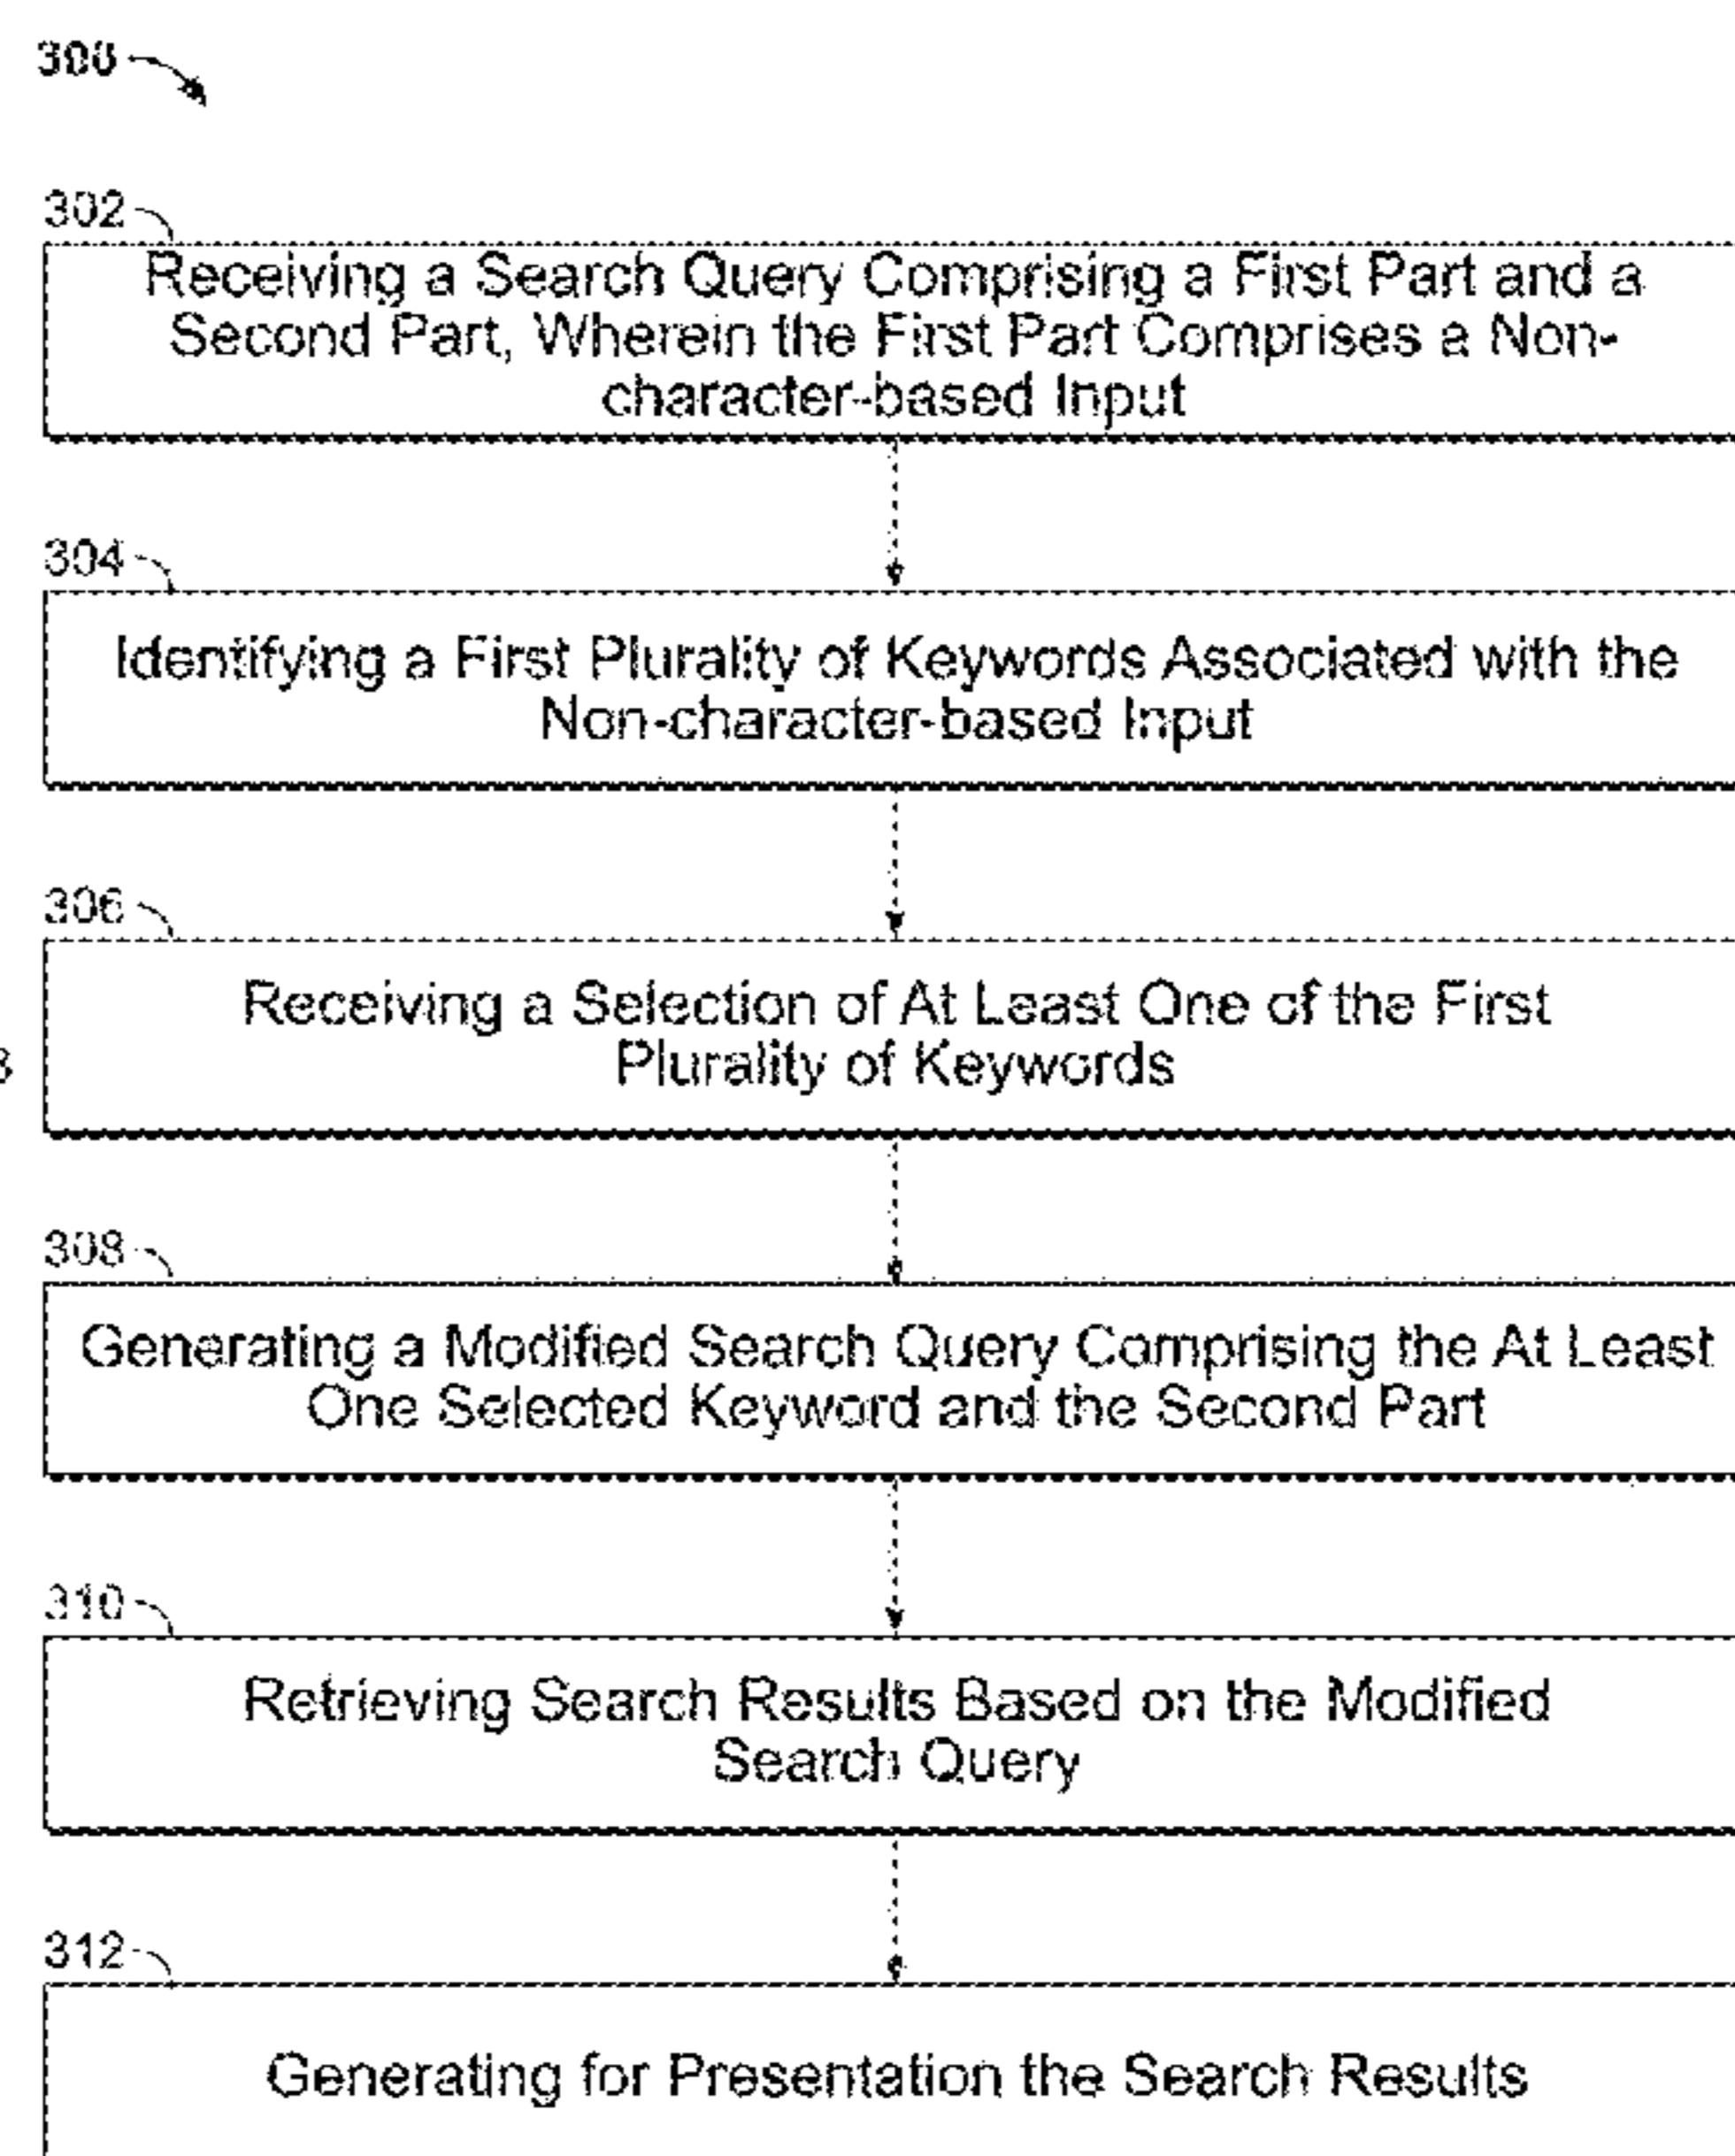 300
302
Receiving a Search Query Comprising a First Part and a
Second Part, Wherein the First Part Comprises a Non-
character-based Input
304
Identifying a First Plurality of Keywords Associated with the
Non-character-based Input
306
Receiving a Selection of At Least One of the First
Plurality of Keywords
308
Generating a Modified Search Query Comprising the At Least
One Selected Keyword and the Second Part
310
Retrieving Search Results Based on the Modified
Search Query
312
Generating for Presentation the Search Results